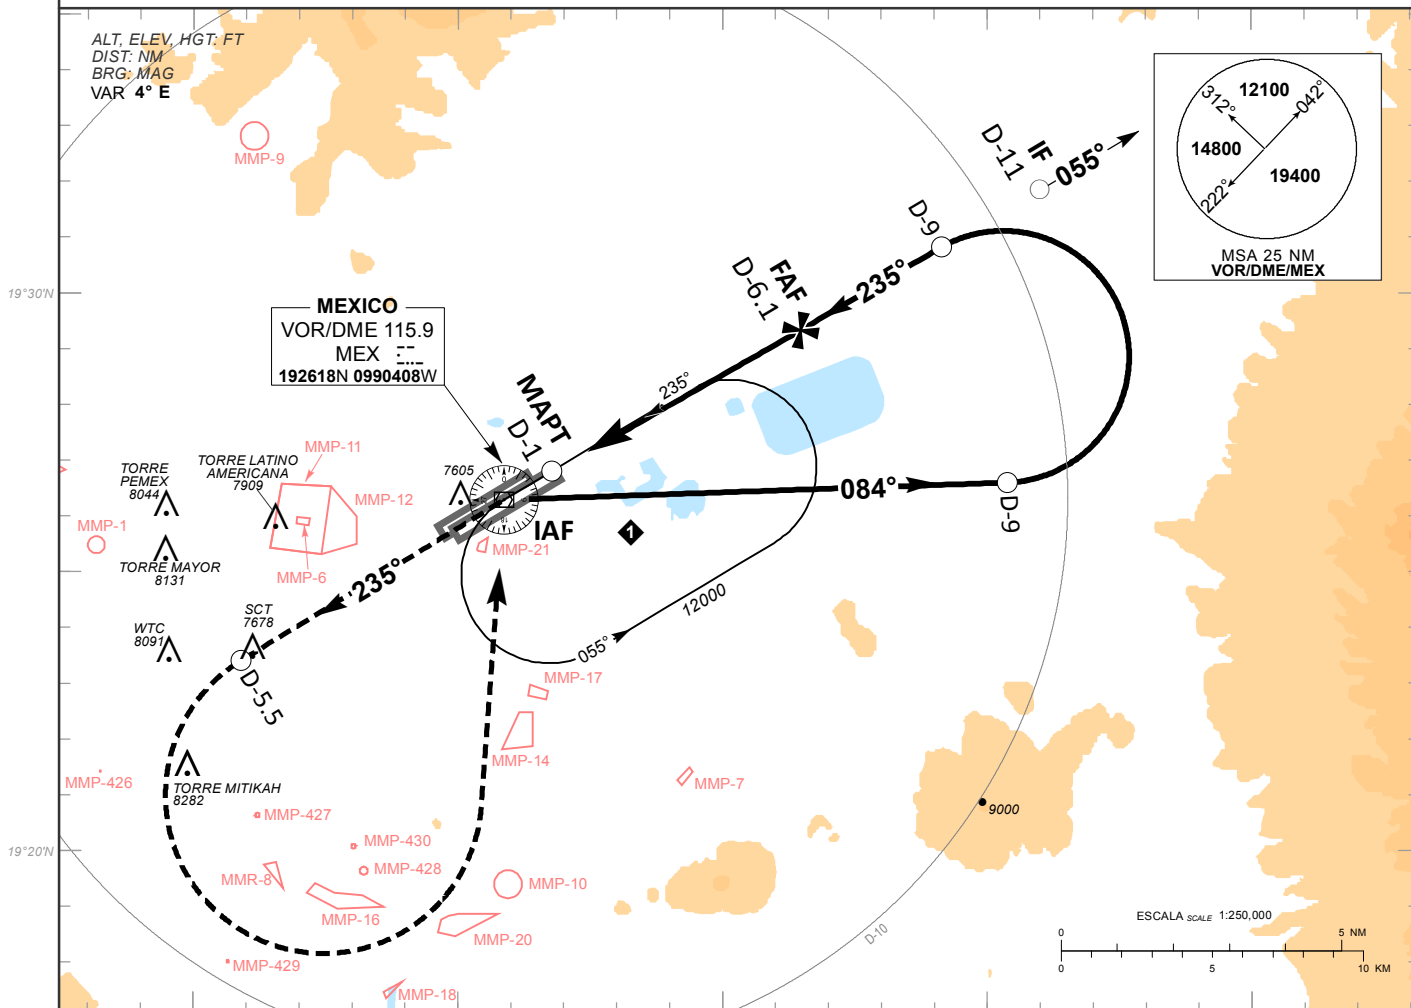 ALT, ELEV, HGT: FT
DIST: NM
BRG: MAG
VAR 4° E
MMP-9
312°
12100
042°
14800
19400
222°
MSA 25 NM
VOR/DME/MEX
IF
D-11
055°
D-9
FAF
D-6.1
235°
19°30'N
MEXICO
VOR/DME 115.9
MEX
192618N 0990408W
235°
MAPT
D-1
MMP-11
TORRE LATINO
AMERICANA
7909
TORRE
PEMEX
8044
7605
MMP-12
084°
D-9
MMP-1
IAF
1
MMP-21
TORRE MAYOR
8131
MMP-6
235°
12000
SCT
7678
WTC
8091
055°
D-5.5
MMP-17
MMP-14
MMP-7
MMP-426
TORRE MITIKAH
8282
MMP-427
9000
MMP-430
19°20'N
MMR-8
MMP-428
MMP-10
MMP-16
MMP-20
D-10
ESCALA SCALE 1:250,000
0 5 NM
0 5 10 KM
MMP-429
MMP-18